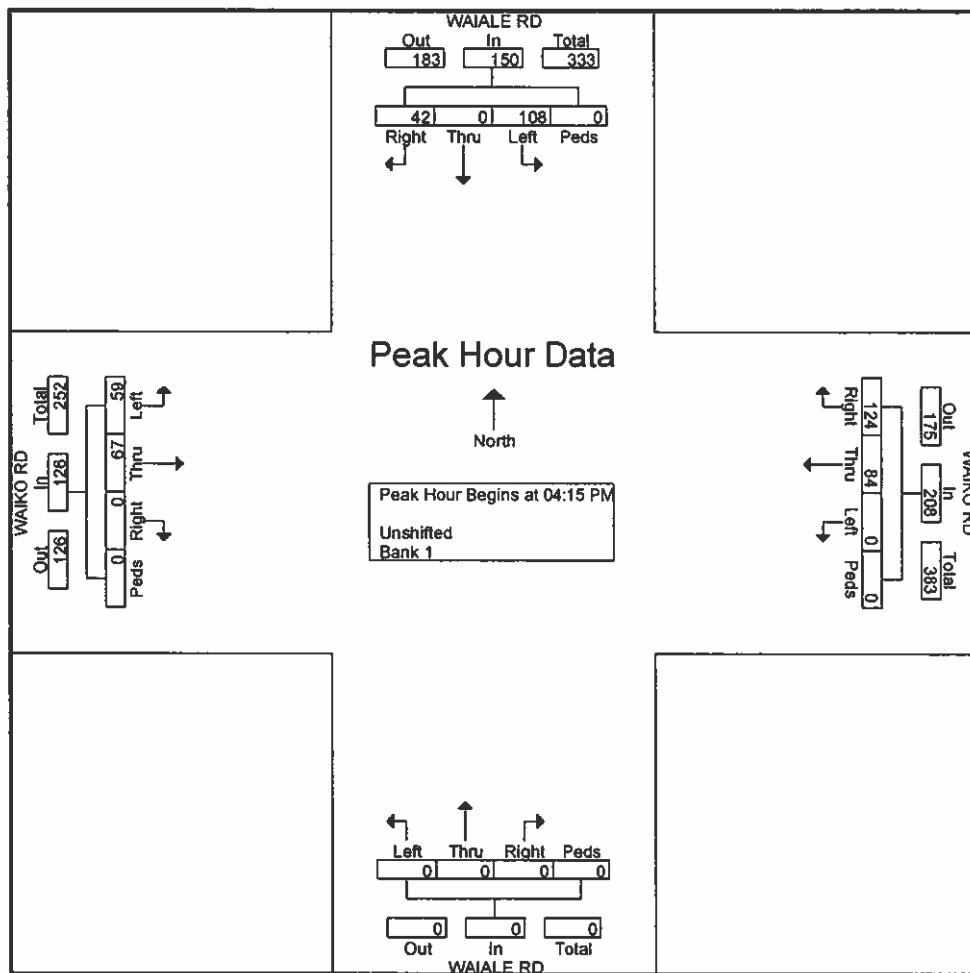 WAIALE RD
Out In Total
183 150 333
42 0 108 0
Right Thru Left Peds
Peak Hour Data
North
Peak Hour Begins at 04:15 PM
Unshifted
Bank 1
WAIKO RD
Total In Out
252 126 126
59 67 0 0
Left Thru Right Peds
Right Thru Left Peds
124 84 0 0
Out In Total
175 208 383
WAIKO RD
Left Thru Right Peds
0 0 0 0
0 0 0
Out In Total
WAIALE RD